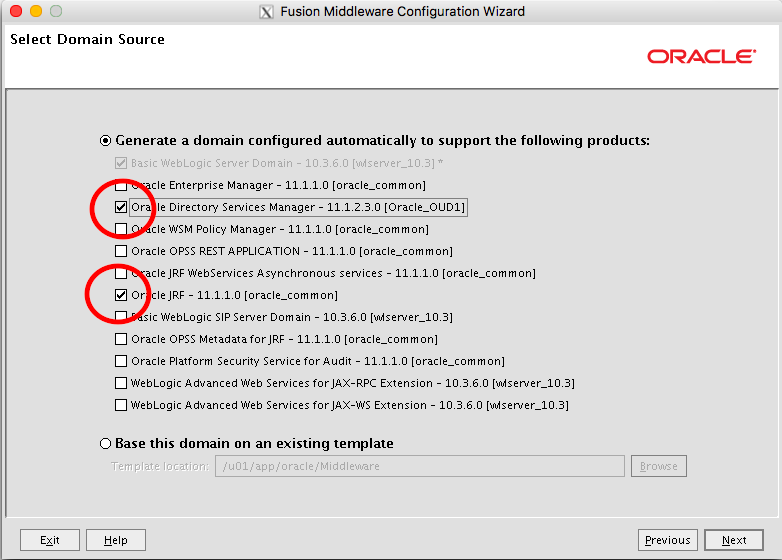 Fusion Middleware Configuration Wizard
Select Domain Source
ORACLE
Generate a domain configured automatically to support the following products:
Basic WebLogic Server Domain - 10.3.6.0 [wlserver_10.3] *
Oracle Enterprise Manager - 11.1.1.0 [oracle_common]
Oracle Directory Services Manager - 11.1.2.3.0 [Oracle_OUD1]
Oracle WSM Policy Manager - 11.1.1.0 [oracle_common]
Oracle OPSS REST APPLICATION - 11.1.1.0 [oracle_common]
Oracle JRF WebServices Asynchronous services - 11.1.1.0 [oracle_common]
Oracle JRF - 11.1.1.0 [oracle_common]
Basic WebLogic SIP Server Domain - 10.3.6.0 [wlserver_10.3]
Oracle OPSS Metadata for JRF - 11.1.1.0 [oracle_common]
Oracle Platform Security Service for Audit - 11.1.1.0 [oracle_common]
WebLogic Advanced Web Services for JAX-RPC Extension - 10.3.6.0 [wlserver_10.3]
WebLogic Advanced Web Services for JAX-WS Extension - 10.3.6.0 [wlserver_10.3]
Base this domain on an existing template
Template location: /u01/app/oracle/Middleware Browse
Exit Help Previous Next